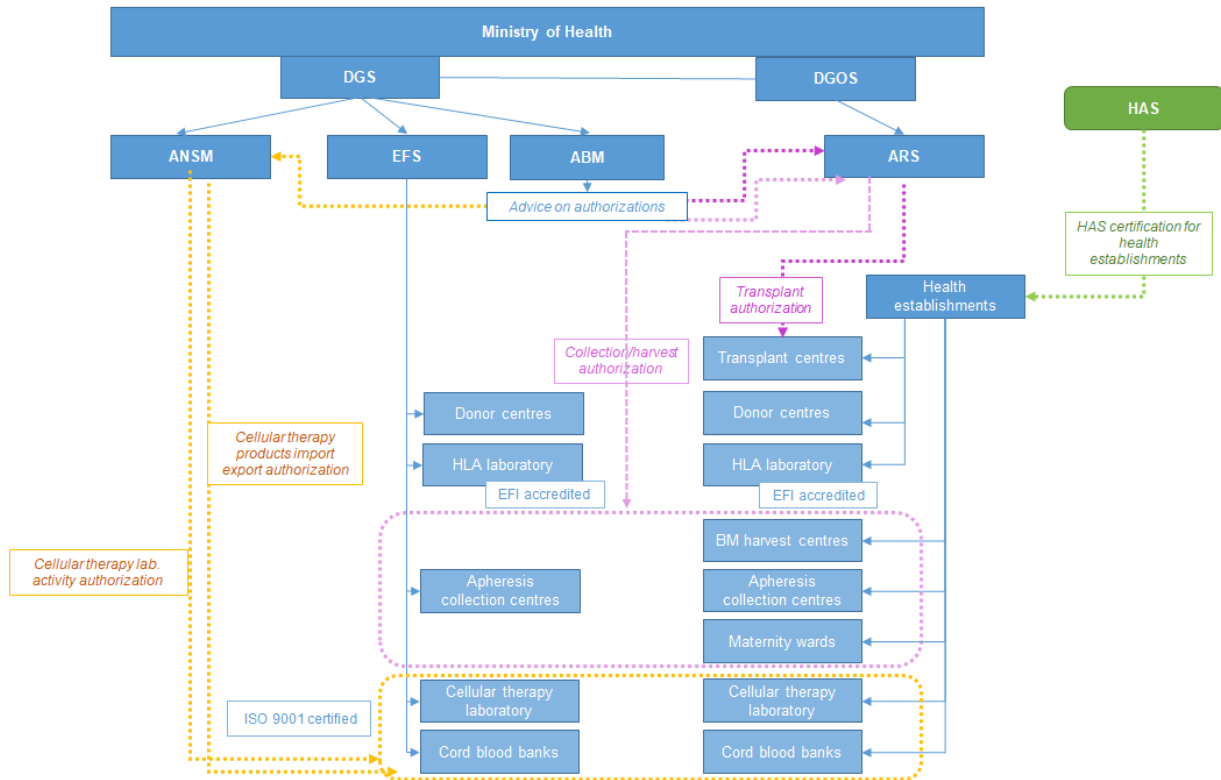 Ministry of Health
DGS
DGOS
HAS
ANSM
EFS
ABM
ARS
Advice on authorizations
HAS certification for
health
establishments
Transplant
authorization
Health
establishments
Collection/harvest
authorization
Transplant centres
Donor centres
Donor centres
Cellular therapy
products import
export authorization
HLA laboratory
HLA laboratory
EFI accredited
EFI accredited
BM harvest centres
Cellular therapy lab.
activity authorization
Apheresis
collection centres
Apheresis
collection centres
Maternity wards
Cellular therapy
laboratory
Cellular therapy
laboratory
ISO 9001 certified
Cord blood banks
Cord blood banks